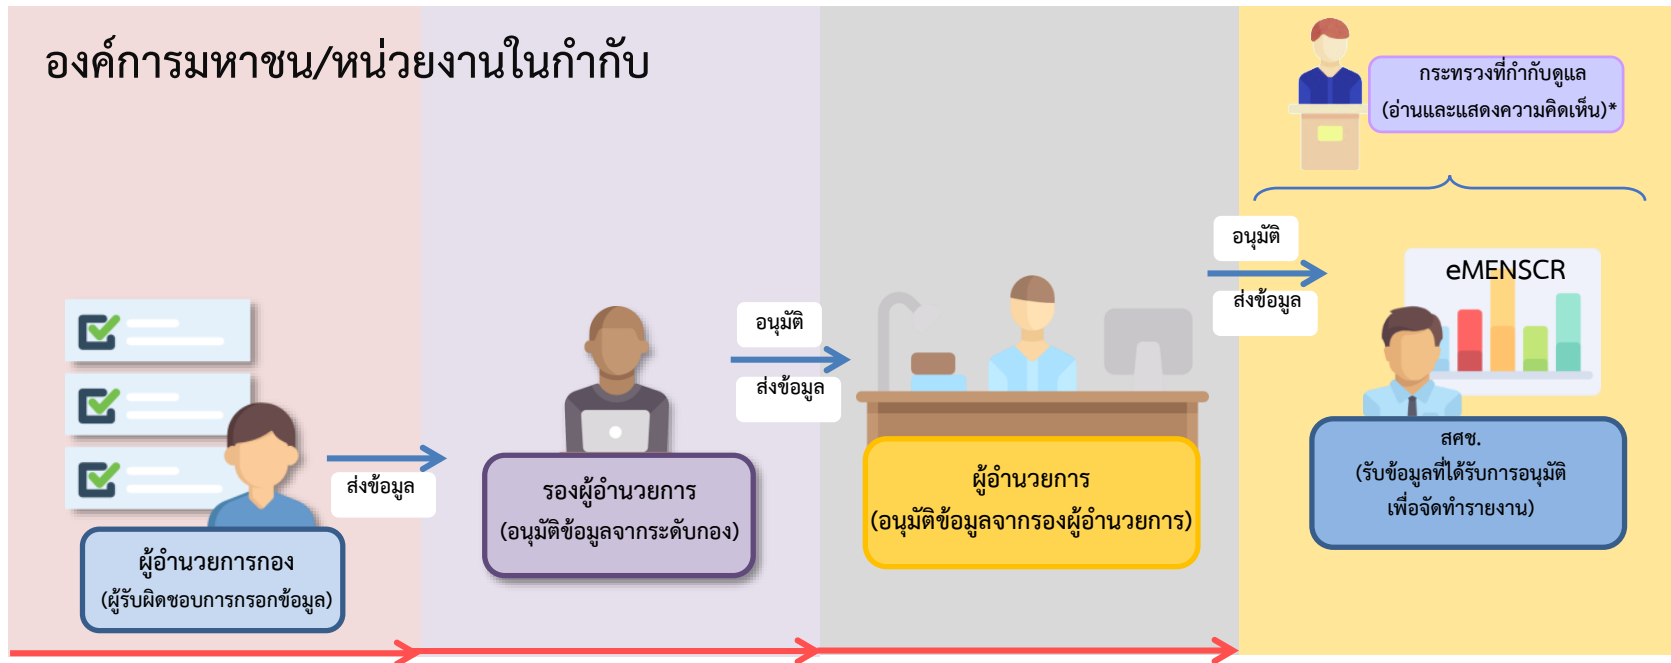 องค์การมหาชน/หน่วยงานในกำกับ
กระทรวงที่กำกับดูแล
(อ่านและแสดงความคิดเห็น)*
อนุมัติ
ส่งข้อมูล
eMENSCR
อนุมัติ
ส่งข้อมูล
ส่งข้อมูล
ผู้อำนวยการกอง
(ผู้รับผิดชอบการกรอกข้อมูล)
รองผู้อำนวยการ
(อนุมัติข้อมูลจากระดับกอง)
ผู้อำนวยการ
(อนุมัติข้อมูลจากรองผู้อำนวยการ)
สศช.
(รับข้อมูลที่ได้รับการอนุมัติ
เพื่อจัดทำรายงาน)